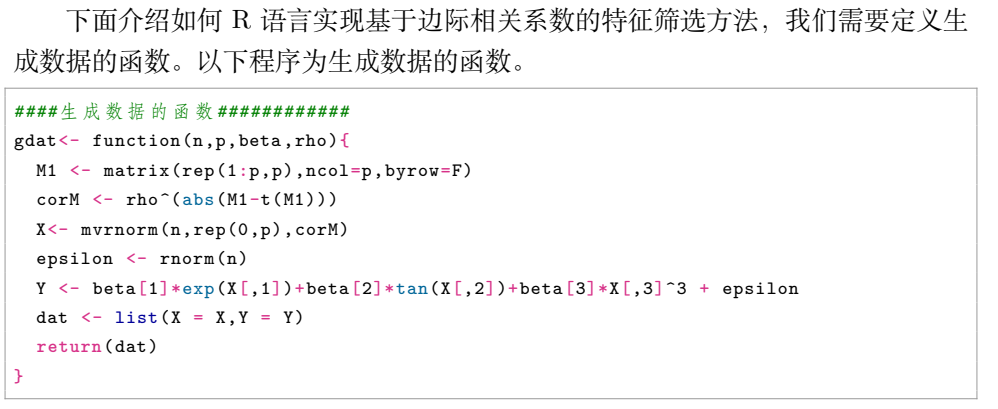 下面介绍如何 R 语言实现基于边际相关系数的特征筛选方法，我们需要定义生
成数据的函数。以下程序为生成数据的函数。
####生成数据的函数############
gdat<- function(n,p,beta,rho){
  M1 <- matrix(rep(1:p,p),ncol=p,byrow=F)
  corM <- rho^(abs(M1-t(M1)))
  X<- mvrnorm(n,rep(0,p),corM)
  epsilon <- rnorm(n)
  Y <- beta[1]*exp(X[,1])+beta[2]*tan(X[,2])+beta[3]*X[,3]^3 + epsilon
  dat <- list(X = X,Y = Y)
  return(dat)
}